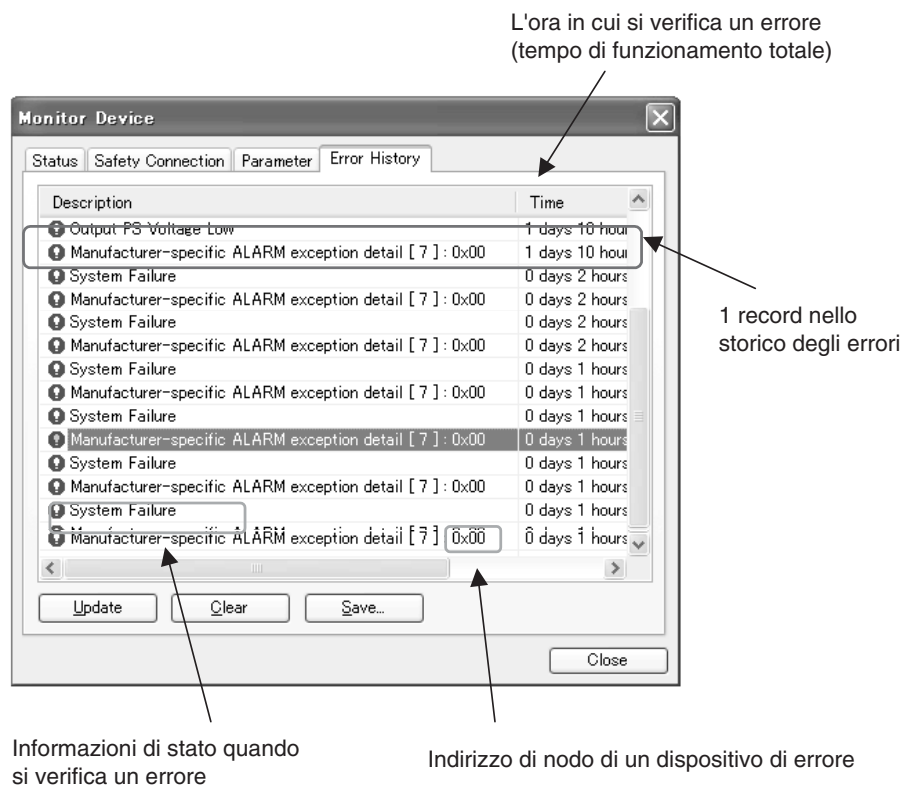 L'ora in cui si verifica un errore
(tempo di funzionamento totale)
Monitor Device
Status Safety Connection Parameter Error History
Description Time
Output PS Voltage Low 1 days 10 hour
Manufacturer-specific ALARM exception detail [ 7 ] : 0x00 1 days 10 hour
System Failure 0 days 2 hours
Manufacturer-specific ALARM exception detail [ 7 ] : 0x00 0 days 2 hours
System Failure 0 days 2 hours
Manufacturer-specific ALARM exception detail [ 7 ] : 0x00 0 days 2 hours
System Failure 0 days 1 hours
Manufacturer-specific ALARM exception detail [ 7 ] : 0x00 0 days 1 hours
System Failure 0 days 1 hours
Manufacturer-specific ALARM exception detail [ 7 ] : 0x00 0 days 1 hours
System Failure 0 days 1 hours
Manufacturer-specific ALARM exception detail [ 7 ] : 0x00 0 days 1 hours
System Failure 0 days 1 hours
Manufacturer-specific ALARM exception detail [ 7 ] 0x00 0 days 1 hours
1 record nello
storico degli errori
Update Clear Save...
Close
Informazioni di stato quando
si verifica un errore
Indirizzo di nodo di un dispositivo di errore